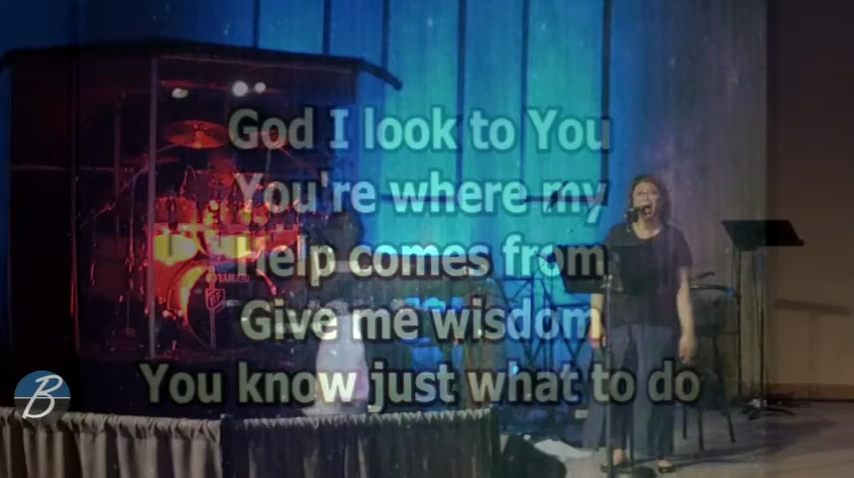 God I look to You
You're where my
Help comes from
Give me wisdom
You know just what to do
YAMAHA
B